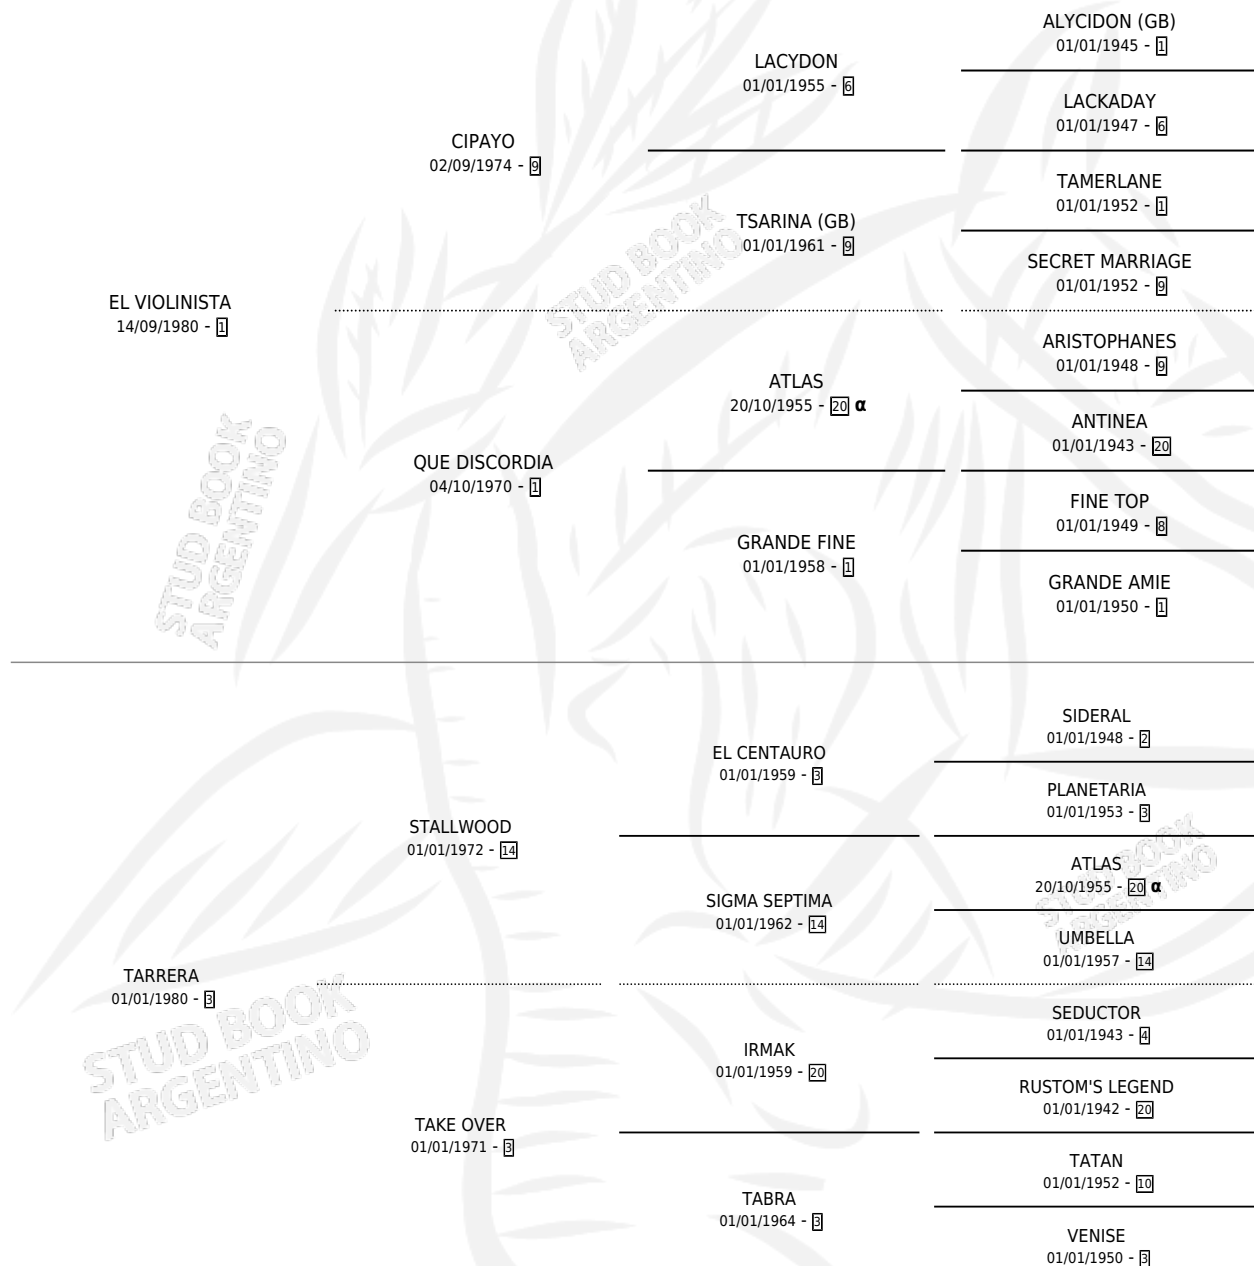 ALYCIDON (GB)
01/01/1945 - 1
LACYDON
01/01/1955 - 6
LACKADAY
01/01/1947 - 6
CIPAYO
02/09/1974 - 9
TAMERLANE
01/01/1952 - 1
TSARINA (GB)
01/01/1961 - 9
SECRET MARRIAGE
01/01/1952 - 9
EL VIOLINISTA
14/09/1980 - 1
STUD BOOK
ARGENTINO
ARISTOPHANES
01/01/1948 - 9
ATLAS
20/10/1955 - 20 α
ANTINEA
01/01/1943 - 20
QUE DISCORDIA
04/10/1970 - 1
FINE TOP
01/01/1949 - 8
GRANDE FINE
01/01/1958 - 1
GRANDE AMIE
01/01/1950 - 1
STUD BOOK
ARGENTINO
SIDERAL
01/01/1948 - 2
EL CENTAURO
01/01/1959 - 3
PLANETARIA
01/01/1953 - 3
STALLWOOD
01/01/1972 - 14
ATLAS
20/10/1955 - 20 α
SIGMA SEPTIMA
01/01/1962 - 14
UMBELLA
01/01/1957 - 14
STUD BOOK
ARGENTINO
TARRERA
01/01/1980 - 3
SEDUCTOR
01/01/1943 - 4
IRMAK
01/01/1959 - 20
RUSTOM'S LEGEND
01/01/1942 - 20
STUD BOOK
ARGENTINO
TAKE OVER
01/01/1971 - 3
TATAN
01/01/1952 - 10
TABRA
01/01/1964 - 3
VENISE
01/01/1950 - 3